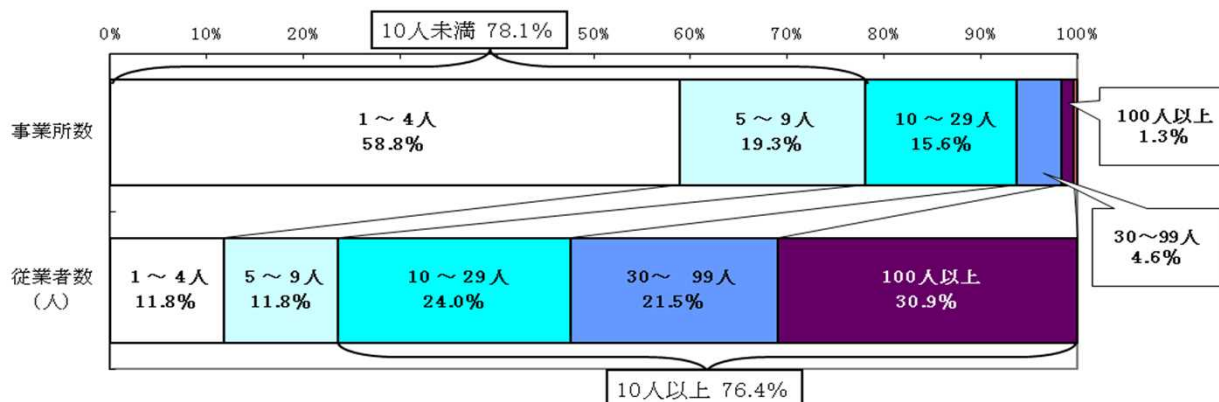 10人未満 78.1%
0% 10% 20% 50% 60% 70% 80% 90% 100%
事業所数
1～4人
58.8%
5～9人
19.3%
10～29人
15.6%
100人以上
1.3%
30～99人
4.6%
従業者数
(人)
1～4人
11.8%
5～9人
11.8%
10～29人
24.0%
30～ 99人
21.5%
100人以上
30.9%
10人以上 76.4%